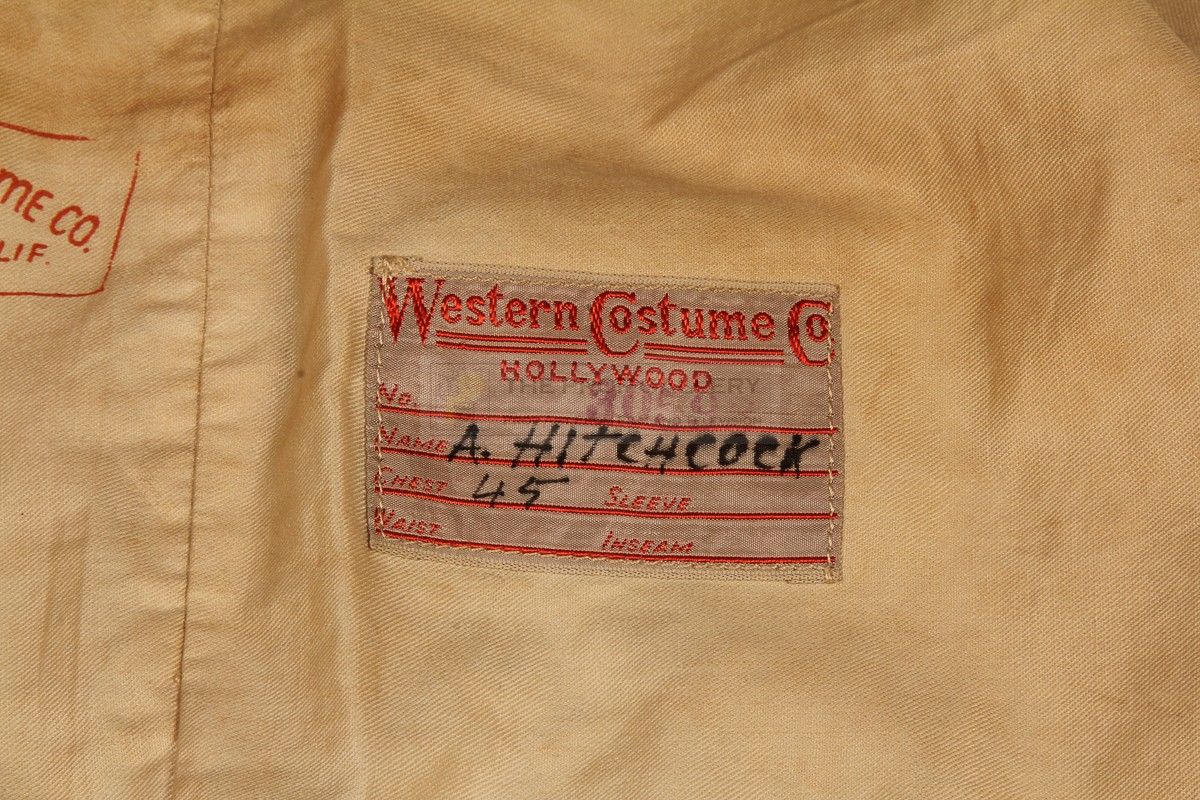 ME CO.
LIF.
Western Costume Co
HOLLYWOOD
No.
NAME A. HITCHCOCK
CHEST 45 SLEEVE
WAIST INSEAM